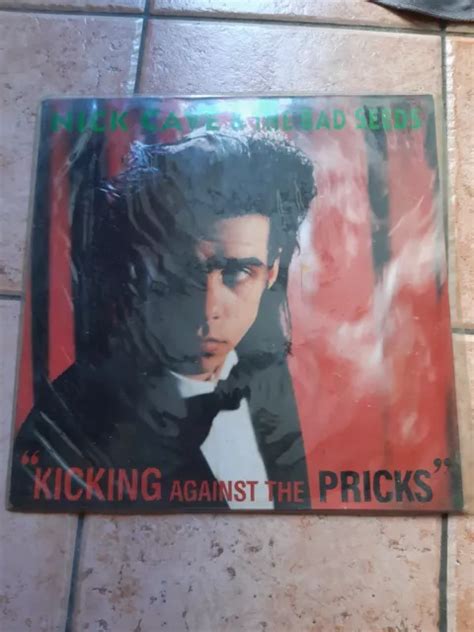 NICK CAVE & THE BAD SEEDS
"KICKING AGAINST THE PRICKS"